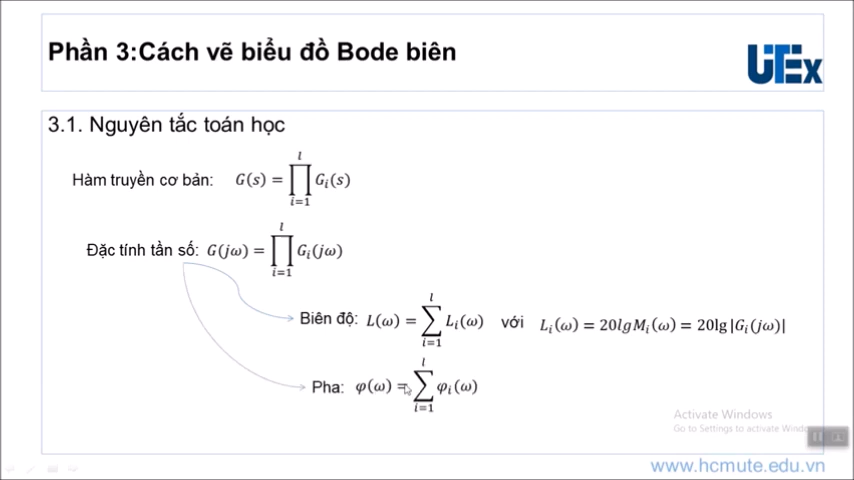 Phần 3:Cách vẽ biểu đồ Bode biên
UTEx
3.1. Nguyên tắc toán học
Hàm truyền cơ bản: G(s) = ∏_{i=1}^{l} G_i(s)
Đặc tính tần số: G(jω) = ∏_{i=1}^{l} G_i(jω)
Biên độ: L(ω) = ∑_{i=1}^{l} L_i(ω) với L_i(ω) = 20lgM_i(ω) = 20lg|G_i(jω)|
Pha: φ(ω) = ∑_{i=1}^{l} φ_i(ω)
Activate Windows
Go to Settings to activate Windo
www.hcmute.edu.vn